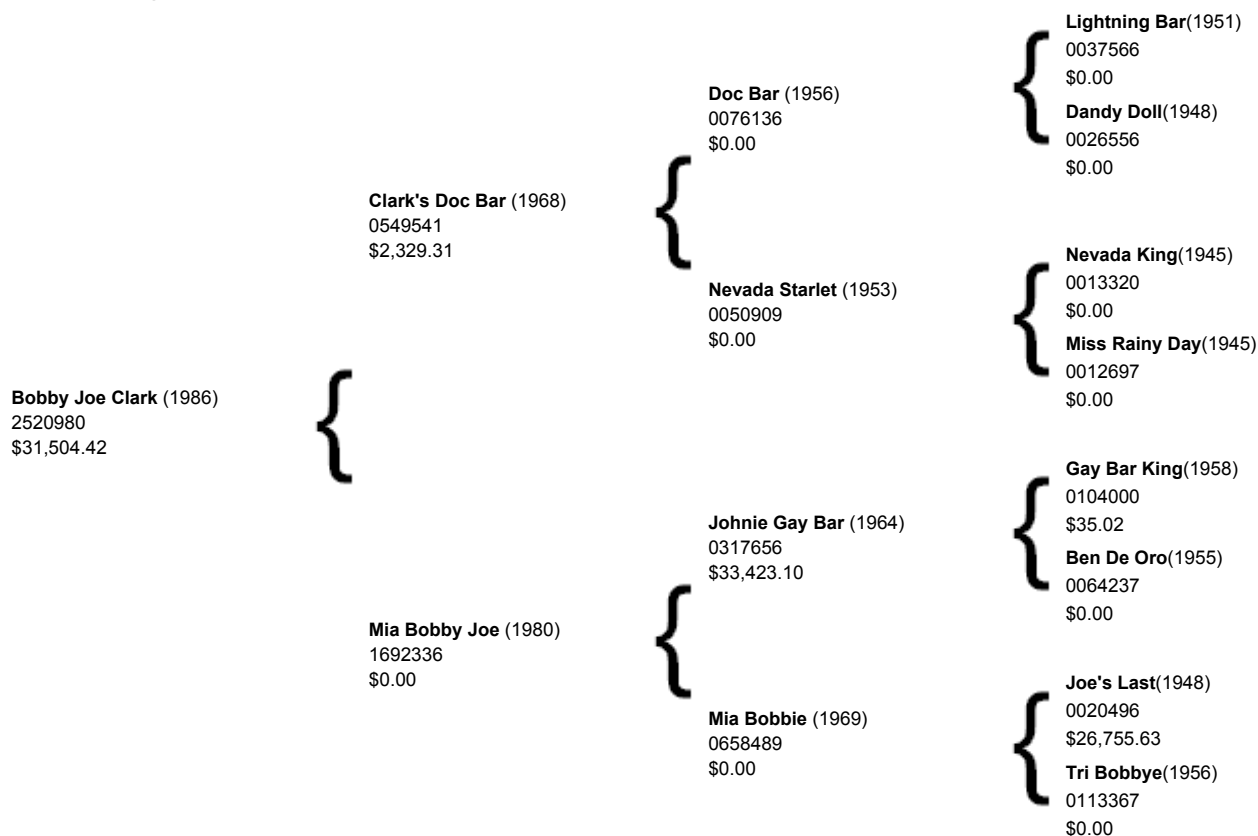 Bobby Joe Clark (1986)
2520980
$31,504.42
Clark's Doc Bar (1968)
0549541
$2,329.31
Mia Bobby Joe (1980)
1692336
$0.00
Doc Bar (1956)
0076136
$0.00
Nevada Starlet (1953)
0050909
$0.00
Johnie Gay Bar (1964)
0317656
$33,423.10
Mia Bobbie (1969)
0658489
$0.00
Lightning Bar(1951)
0037566
$0.00
Dandy Doll(1948)
0026556
$0.00
Nevada King(1945)
0013320
$0.00
Miss Rainy Day(1945)
0012697
$0.00
Gay Bar King(1958)
0104000
$35.02
Ben De Oro(1955)
0064237
$0.00
Joe's Last(1948)
0020496
$26,755.63
Tri Bobbye(1956)
0113367
$0.00